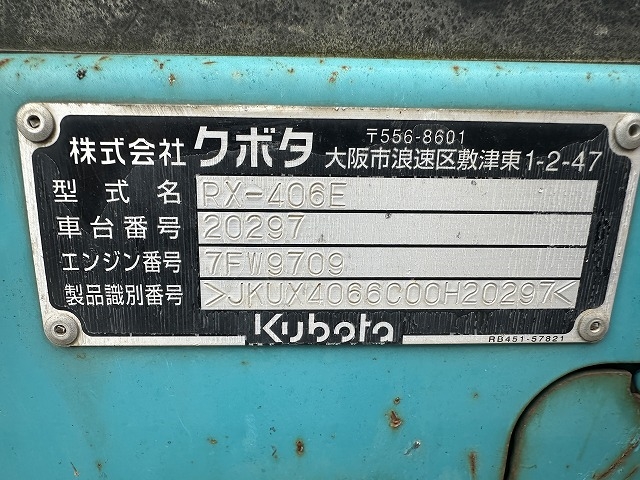 株式会社クボタ 〒556-8601
大阪市浪速区敷津東1-2-47
型式名 RX-406E
車台番号 20297
エンジン番号 7FW9709
製品識別番号 >JKUX4066C00H20297<
Kubota RB451-57821